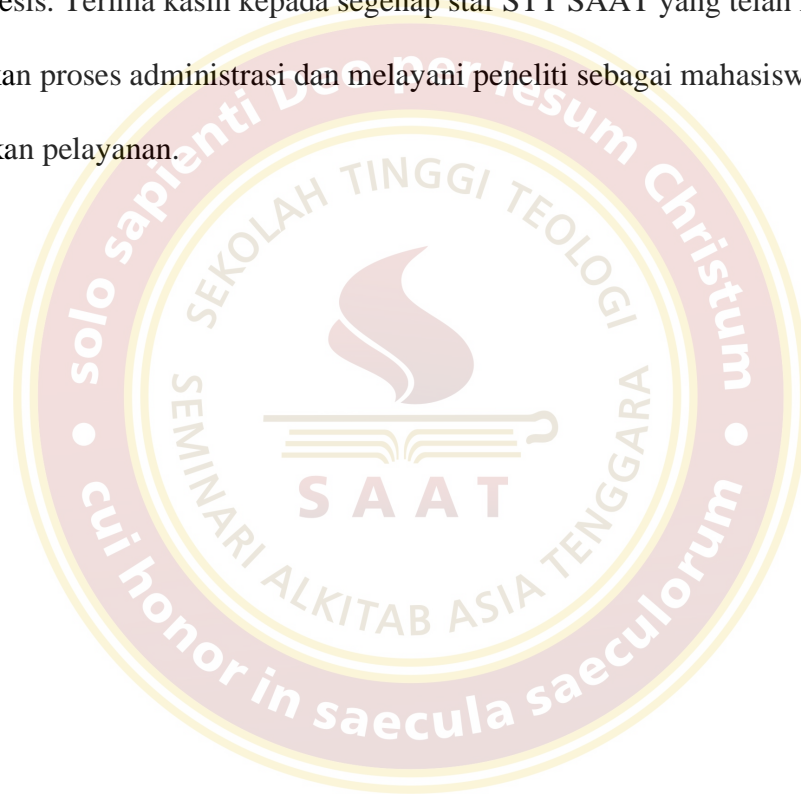 esis. Terima kasih kepada segenap staf STT SAAT yang telah
kan proses administrasi dan melayani peneliti sebagai mahasisw
kan pelayanan.
solo sapienti Deo per Iesum Christum
SEKOLAH TINGGI TEOLOGI
SEMINARI ALKITAB ASIA TENGGARA
SAAT
cui honor in saecula saeculorum